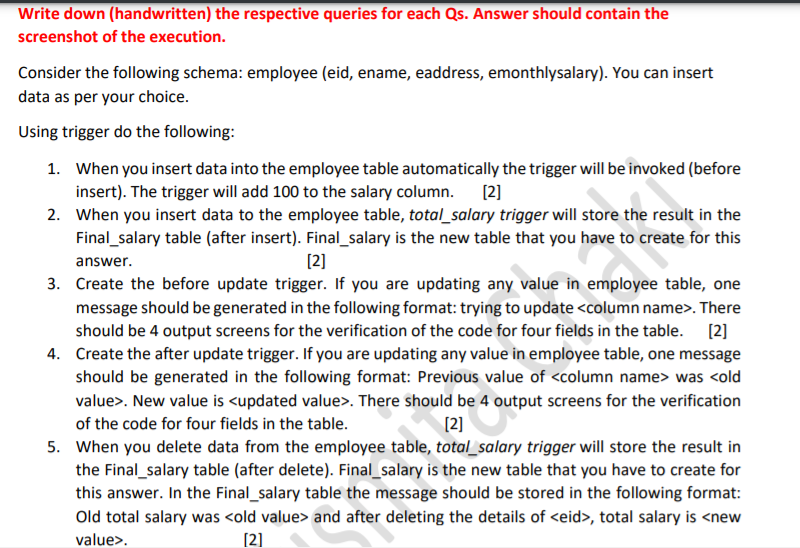 Write down (handwritten) the respective queries for each Qs. Answer should contain the
screenshot of the execution.
Consider the following schema: employee (eid, ename, eaddress, emonthlysalary). You can insert
data as per your choice.
Using trigger do the following:
1. When you insert data into the employee table automatically the trigger will be invoked (before
insert). The trigger will add 100 to the salary column. [2]
2. When you insert data to the employee table, total_salary trigger will store the result in the
Final_salary table (after insert). Final_salary is the new table that you have to create for this
answer. [2]
3. Create the before update trigger. If you are updating any value in employee table, one
message should be generated in the following format: trying to update <column name>. There
should be 4 output screens for the verification of the code for four fields in the table. [2]
4. Create the after update trigger. If you are updating any value in employee table, one message
should be generated in the following format: Previous value of <column name> was <old
value>. New value is <updated value>. There should be 4 output screens for the verification
of the code for four fields in the table. [2]
5. When you delete data from the employee table, total_salary trigger will store the result in
the Final_salary table (after delete). Final_salary is the new table that you have to create for
this answer. In the Final_salary table the message should be stored in the following format:
Old total salary was <old value> and after deleting the details of <eid>, total salary is <new
value>. [2]
ismita Chaki